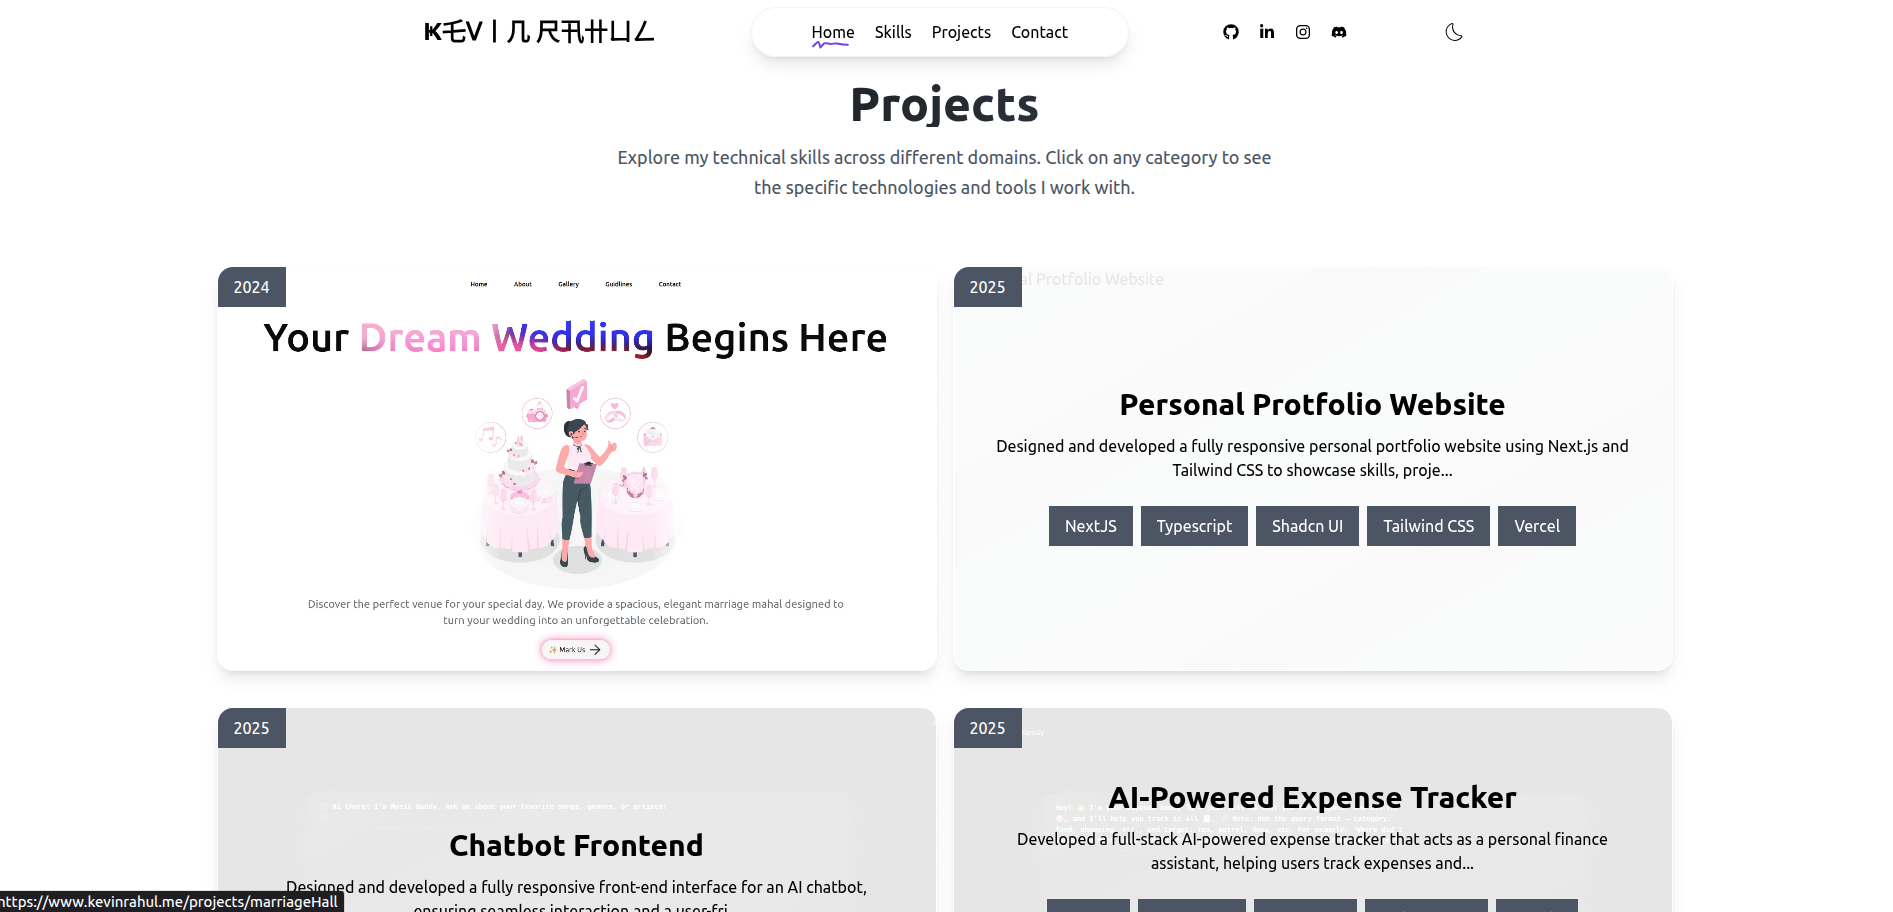 Home Skills Projects Contact
Projects
Explore my technical skills across different domains. Click on any category to see
the specific technologies and tools I work with.
2024
Home About Gallery Guidlines Contact
Your Dream Wedding Begins Here
Discover the perfect venue for your special day. We provide a spacious, elegant marriage mahal designed to
turn your wedding into an unforgettable celebration.
✨ Mark Us →
2025
al Protfolio Website
Personal Protfolio Website
Designed and developed a fully responsive personal portfolio website using Next.js and
Tailwind CSS to showcase skills, proje...
NextJS Typescript Shadcn UI Tailwind CSS Vercel
2025
Hi there! I'm Music Buddy. Ask me about your favorite songs, genres, or artists!
Chatbot Frontend
Designed and developed a fully responsive front-end interface for an AI chatbot,
ensuring seamless interaction and a user-fri
2025
AI-Powered Expense Tracker
and I'll help you track it all
Developed a full-stack AI-powered expense tracker that acts as a personal finance
assistant, helping users track expenses and...
https://www.kevinrahul.me/projects/marriageHall